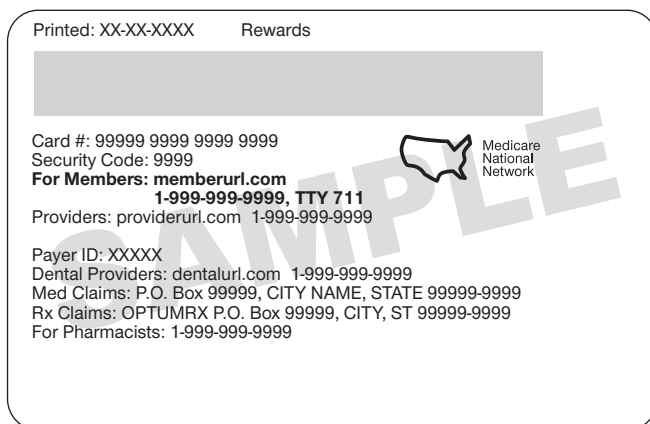 Printed: XX-XX-XXXX Rewards
Card #: 99999 9999 9999 9999
Security Code: 9999
For Members: memberurl.com
1-999-999-9999, TTY 711
Providers: providerurl.com 1-999-999-9999
Medicare
National
Network
Payer ID: XXXXX
Dental Providers: dentalurl.com 1-999-999-9999
Med Claims: P.O. Box 99999, CITY NAME, STATE 99999-9999
Rx Claims: OPTUMRX P.O. Box 99999, CITY, ST 99999-9999
For Pharmacists: 1-999-999-9999
SAMPLE